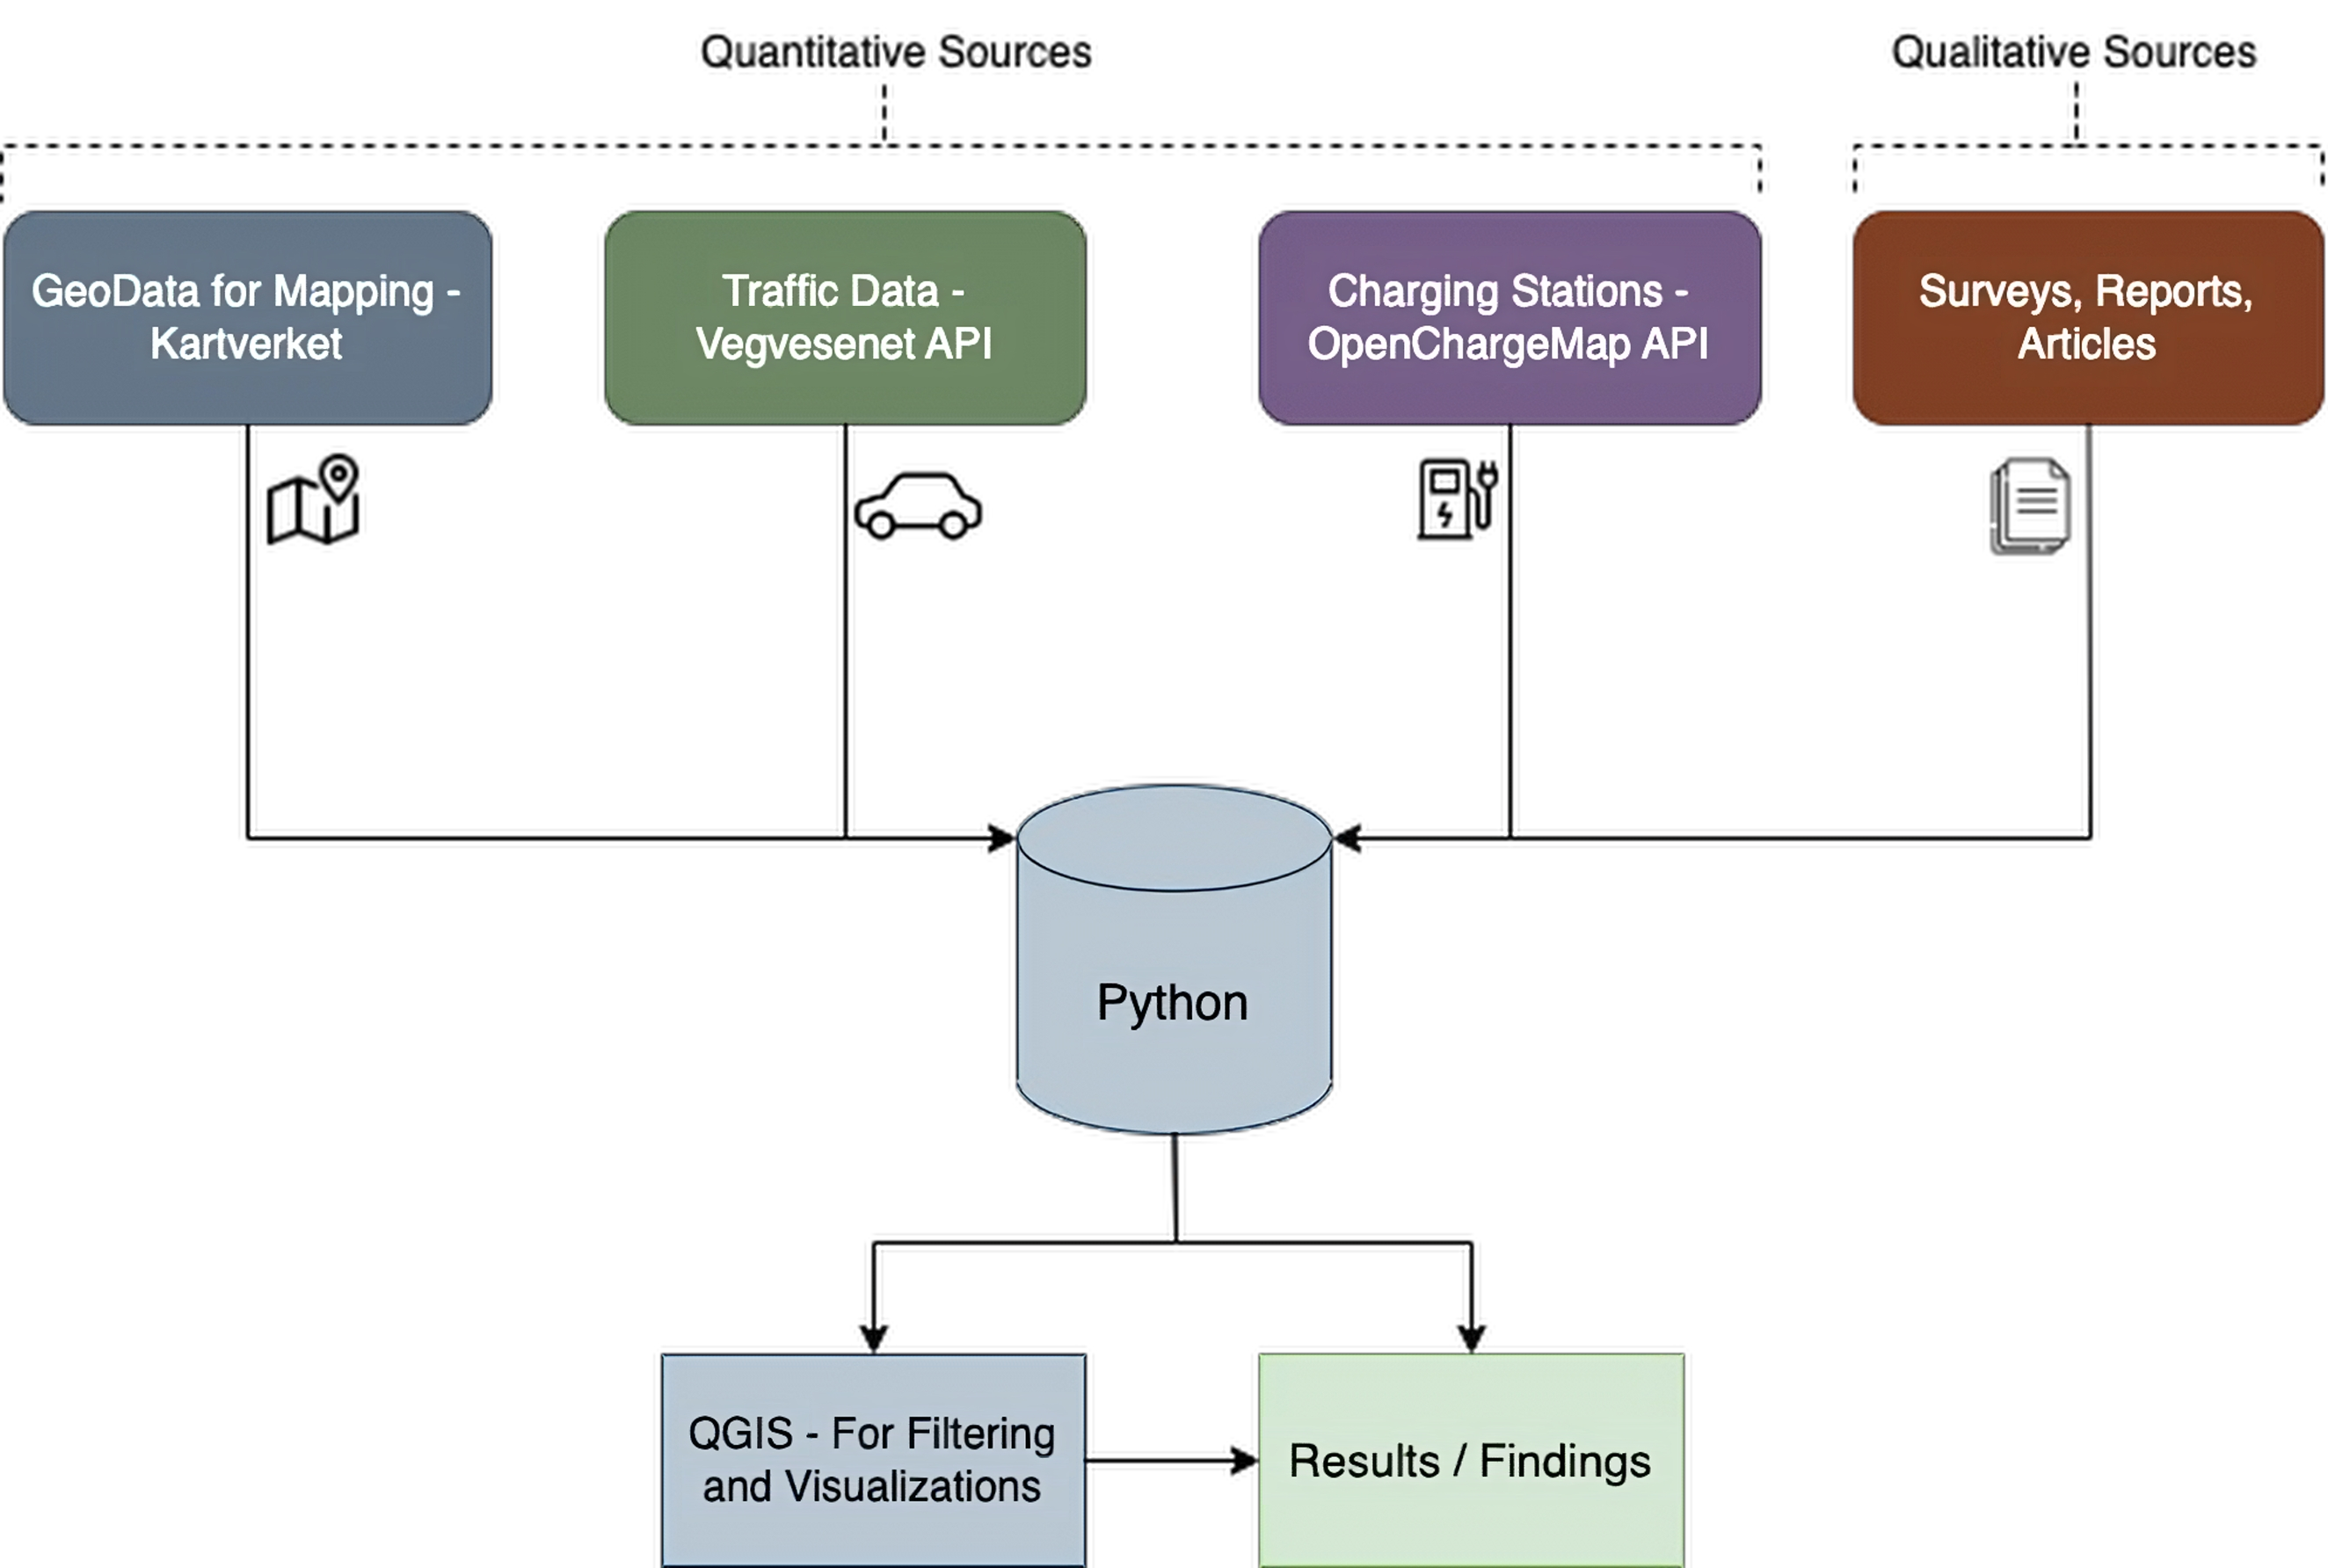 Quantitative Sources
Qualitative Sources
GeoData for Mapping -
Kartverket
Traffic Data -
Vegvesenet API
Charging Stations -
OpenChargeMap API
Surveys, Reports,
Articles
Python
QGIS - For Filtering
and Visualizations
Results / Findings